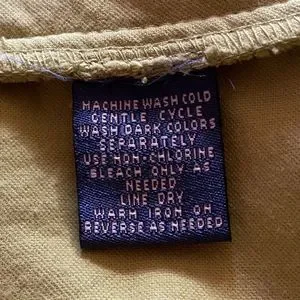 MACHINE WASH COLD
GENTLE CYCLE
WASH DARK COLORS
SEPARATELY
USE NON-CHLORINE
BLEACH ONLY AS
NEEDED
LINE DRY
WARM IRON ON
REVERSE AS NEEDED